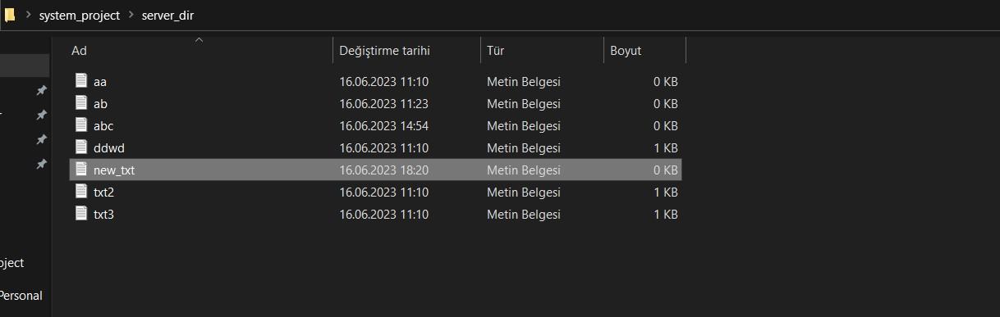 system_project > server_dir
Ad Değiştirme tarihi Tür Boyut
aa 16.06.2023 11:10 Metin Belgesi 0 KB
ab 16.06.2023 11:23 Metin Belgesi 0 KB
abc 16.06.2023 14:54 Metin Belgesi 0 KB
ddwd 16.06.2023 11:10 Metin Belgesi 1 KB
new_txt 16.06.2023 18:20 Metin Belgesi 0 KB
txt2 16.06.2023 11:10 Metin Belgesi 1 KB
txt3 16.06.2023 11:10 Metin Belgesi 1 KB
oject
Personal